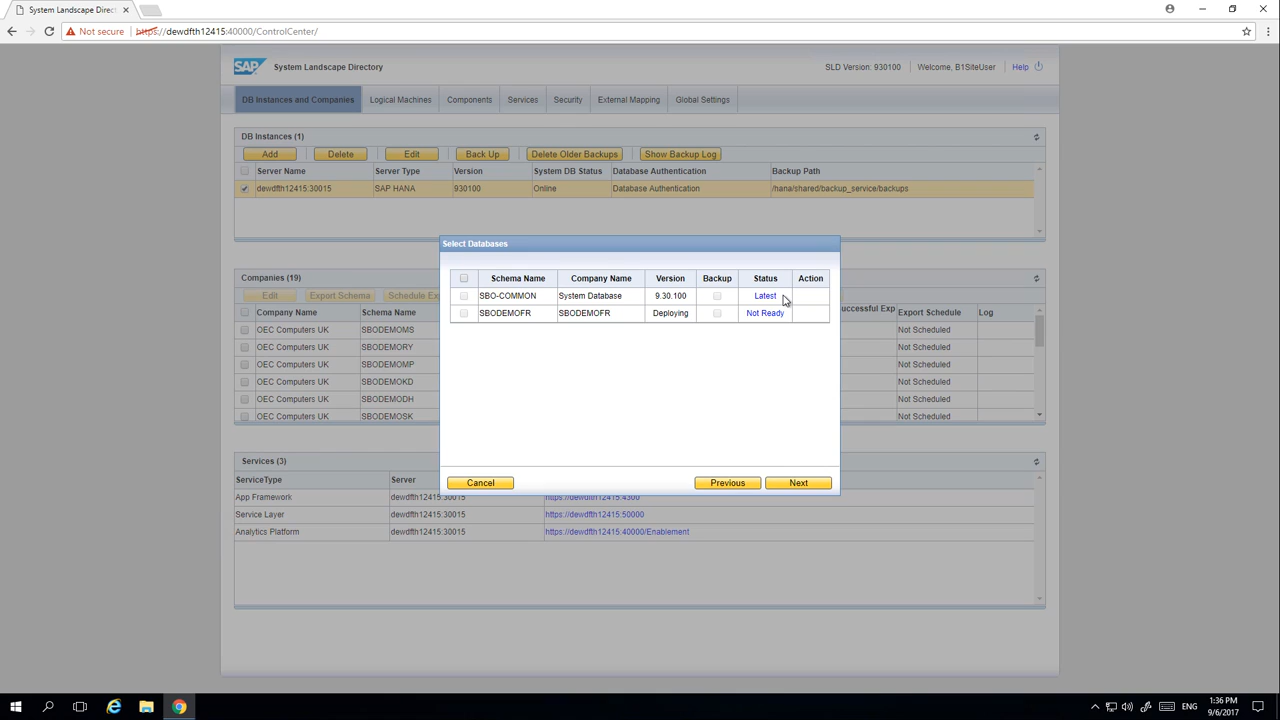 System Landscape Direct
Not secure https://dewdfth12415:40000/ControlCenter/
SAP System Landscape Directory
SLD Version: 930100 Welcome, B1SiteUser Help
DB Instances and Companies Logical Machines Components Services Security External Mapping Global Settings
DB Instances (1)
Add Delete Edit Back Up Delete Older Backups Show Backup Log
Server Name Server Type Version System DB Status Database Authentication Backup Path
dewdfth12415:30015 SAP HANA 930100 Online Database Authentication /hana/shared/backup_service/backups
Select Databases
Schema Name Company Name Version Backup Status Action
SBO-COMMON System Database 9.30.100 Latest
SBODEMOFR SBODEMOFR Deploying Not Ready
Cancel Previous Next
Companies (19)
Edit Export Schema Schedule Ex
Company Name Schema Name uccessful Exp Export Schedule Log
OEC Computers UK SBODEMOMS Not Scheduled
OEC Computers UK SBODEMORY Not Scheduled
OEC Computers UK SBODEMOMP Not Scheduled
OEC Computers UK SBODEMOKD Not Scheduled
OEC Computers UK SBODEMODH Not Scheduled
OEC Computers UK SBODEMOSK Not Scheduled
Services (3)
ServiceType Server
App Framework dewdfth12415:30015 https://dewdfth12415:4300
Service Layer dewdfth12415:30015 https://dewdfth12415:50000
Analytics Platform dewdfth12415:30015 https://dewdfth12415:40000/Enablement
ENG
1:36 PM
9/6/2017